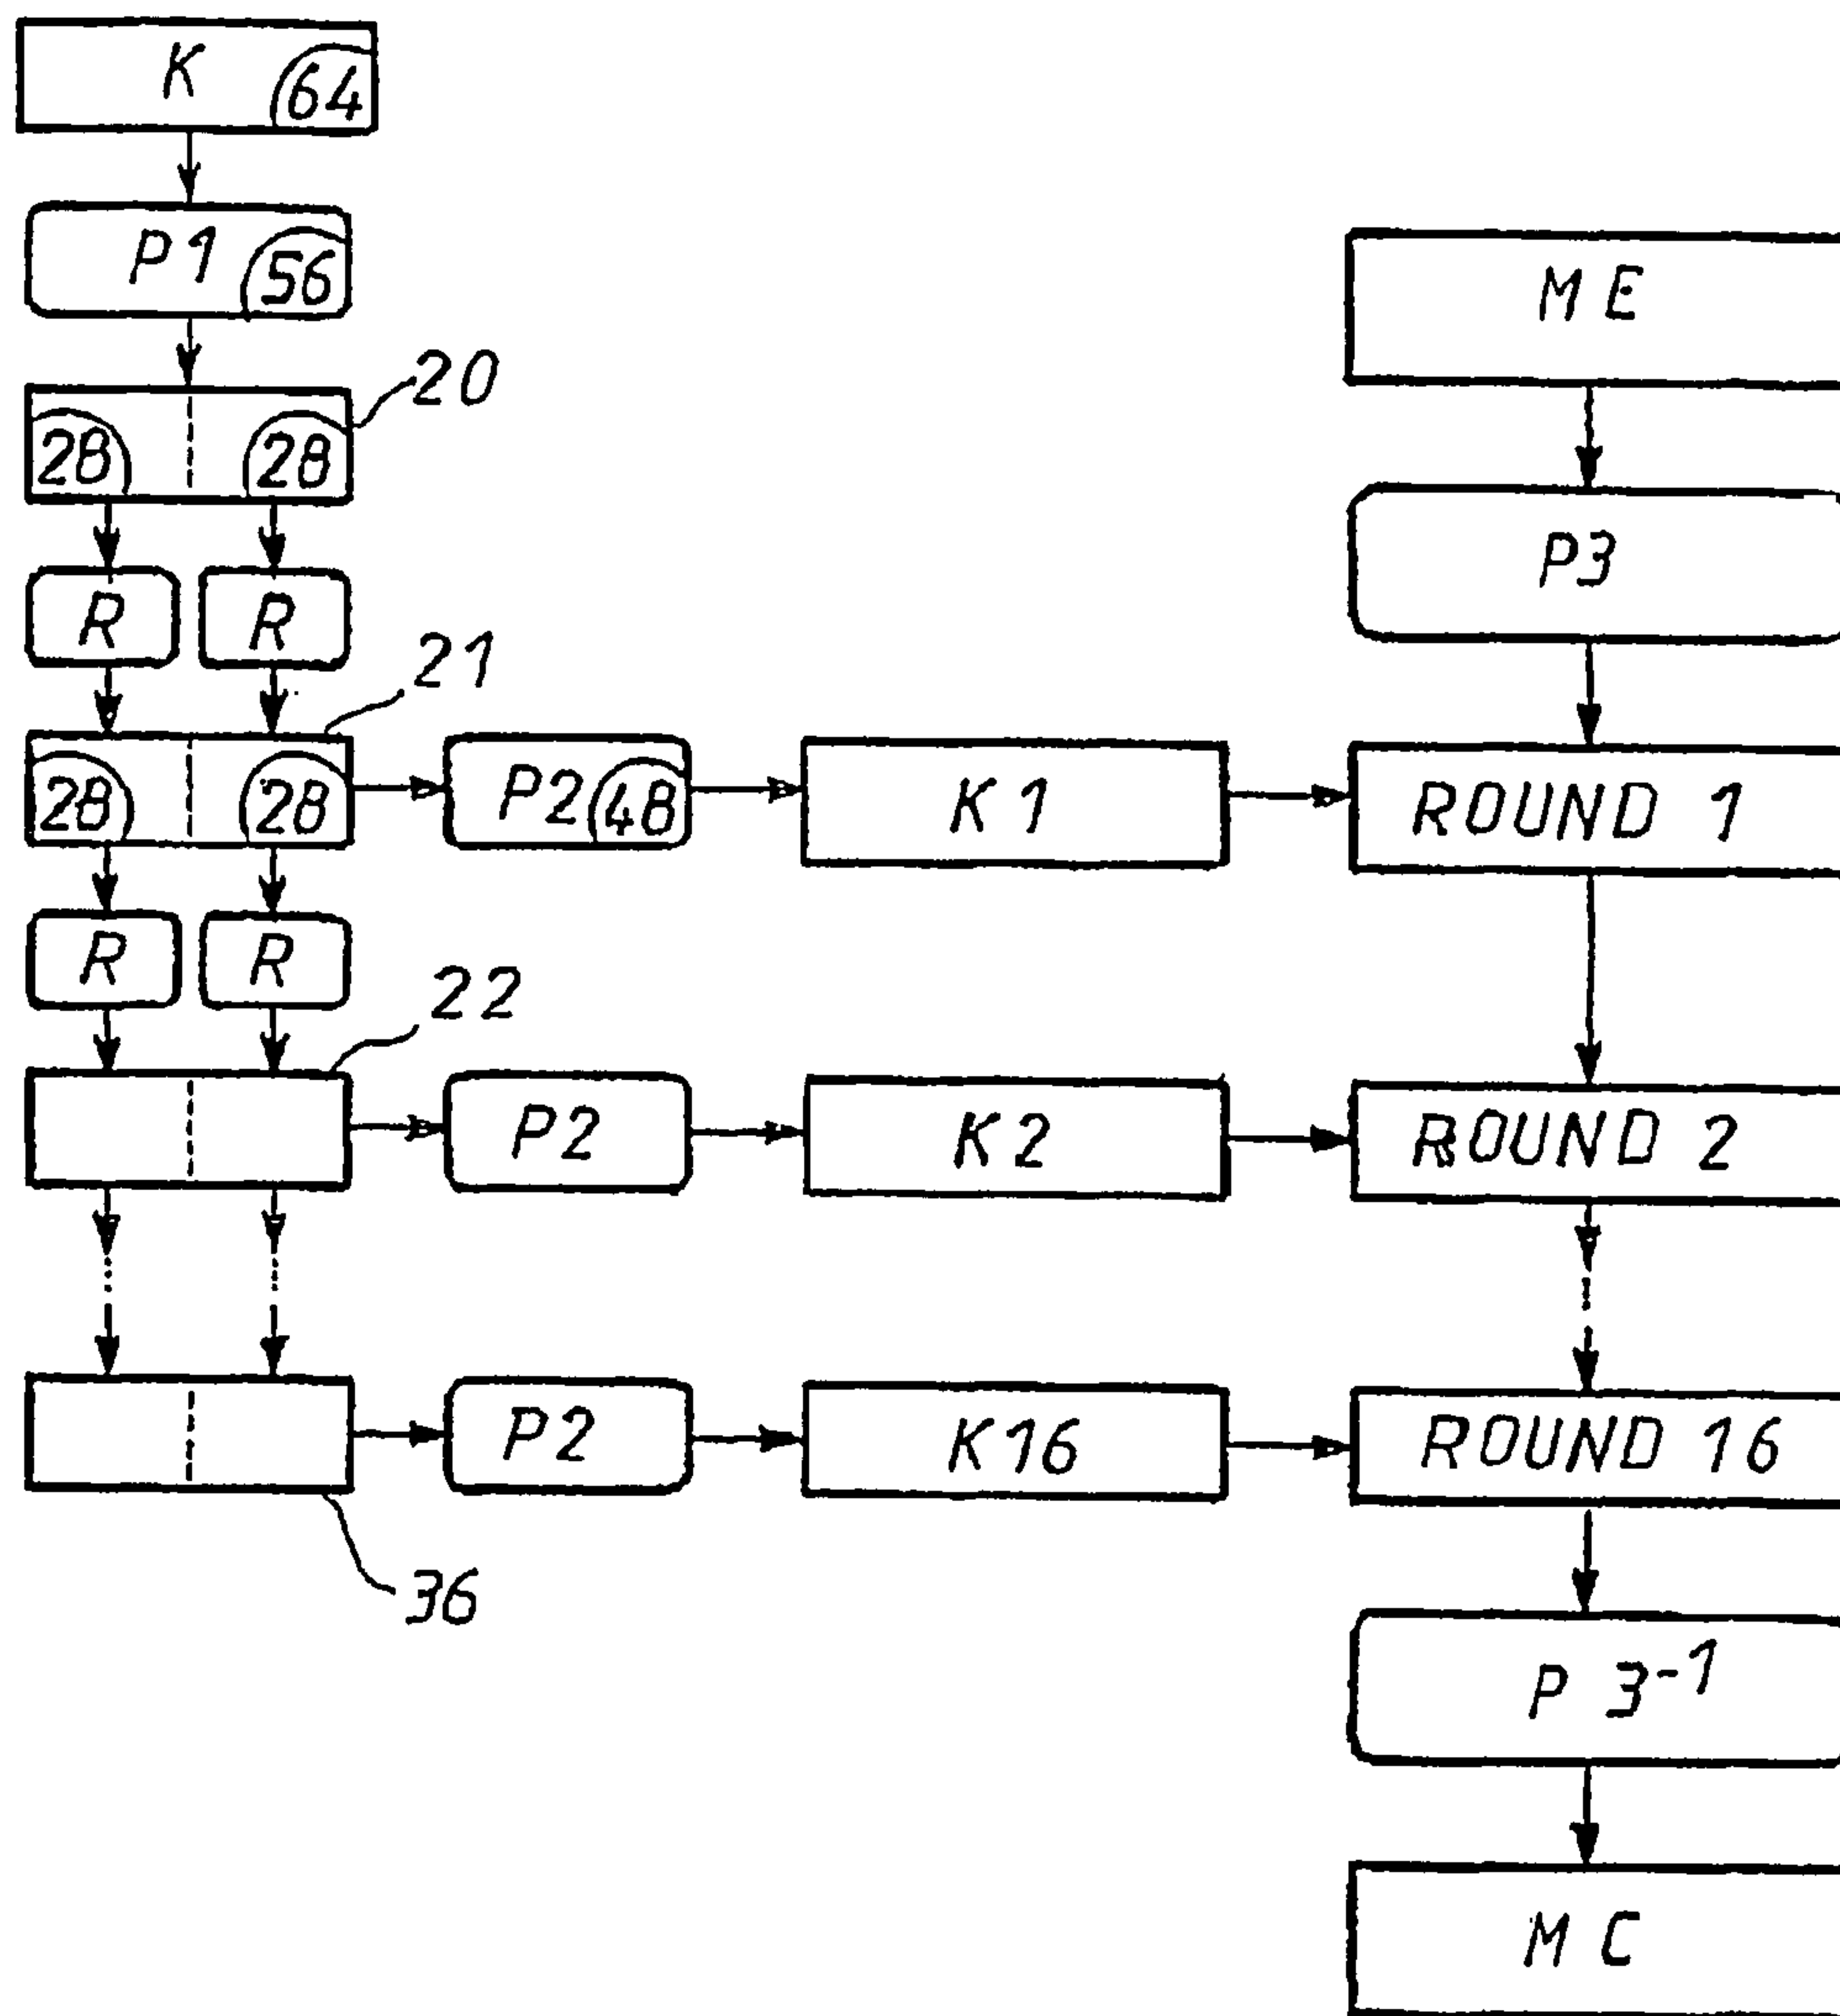 K 64
P1 56
ME
20
28 28
P3
R R
21
28 28 P2 48 K1 ROUND 1
R R
22
P2 K2 ROUND 2
P2 K16 ROUND 16
36
P 3-1
MC